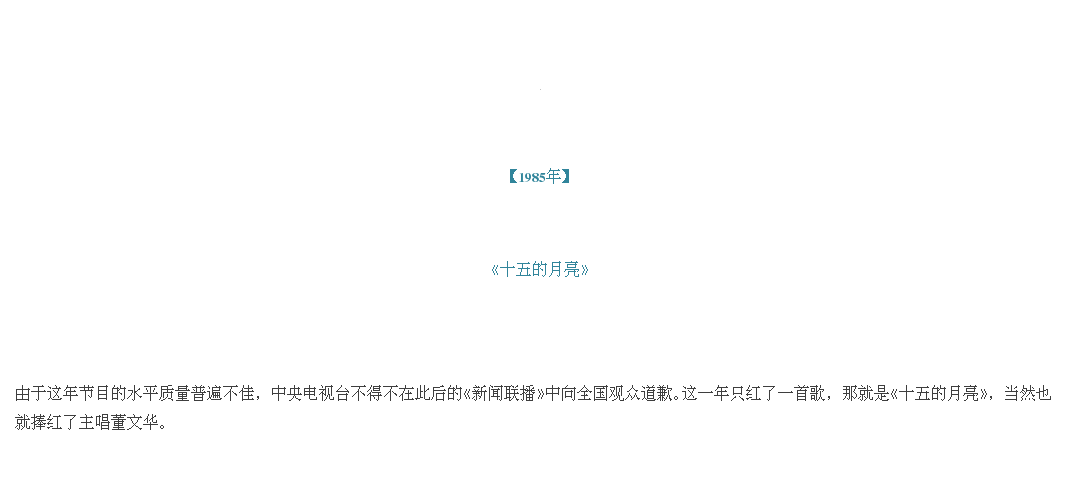 【1985年】
《十五的月亮》
由于这年节目的水平质量普遍不佳，中央电视台不得不在此后的《新闻联播》中向全国观众道歉。这一年只红了一首歌，那就是《十五的月亮》，当然也
就捧红了主唱董文华。